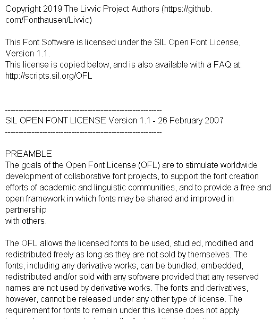 Copyright 2019 The Livvic Project Authors (https://github.
com/Fonthausen/Livvic)

This Font Software is licensed under the SIL Open Font License,
Version 1.1.
This license is copied below, and is also available with a FAQ at:
http://scripts.sil.org/OFL

-----------------------------------------------------------
SIL OPEN FONT LICENSE Version 1.1 - 26 February 2007
-----------------------------------------------------------

PREAMBLE
The goals of the Open Font License (OFL) are to stimulate worldwide
development of collaborative font projects, to support the font creation
efforts of academic and linguistic communities, and to provide a free and
open framework in which fonts may be shared and improved in
partnership
with others.

The OFL allows the licensed fonts to be used, studied, modified and
redistributed freely as long as they are not sold by themselves. The
fonts, including any derivative works, can be bundled, embedded,
redistributed and/or sold with any software provided that any reserved
names are not used by derivative works. The fonts and derivatives,
however, cannot be released under any other type of license. The
requirement for fonts to remain under this license does not apply